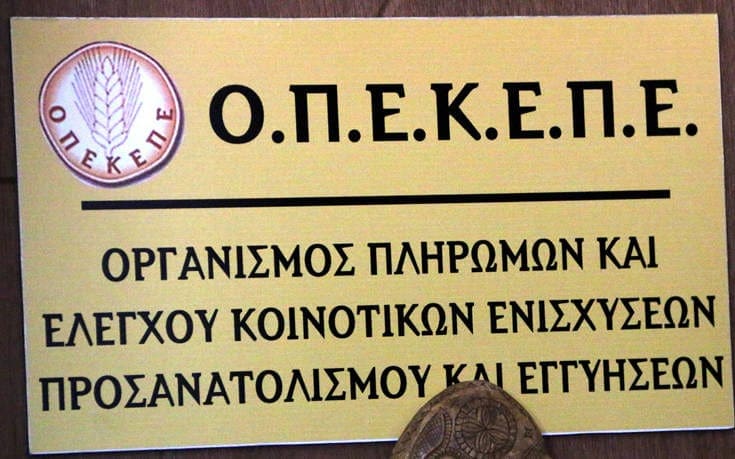 ΟΠΕΚΕΠΕ
Ο.Π.Ε.Κ.Ε.Π.Ε.
ΟΡΓΑΝΙΣΜΟΣ ΠΛΗΡΩΜΩΝ ΚΑΙ
ΕΛΕΓΧΟΥ ΚΟΙΝΟΤΙΚΩΝ ΕΝΙΣΧΥΣΕΩΝ
ΠΡΟΣΑΝΑΤΟΛΙΣΜΟΥ ΚΑΙ ΕΓΓΥΗΣΕΩΝ